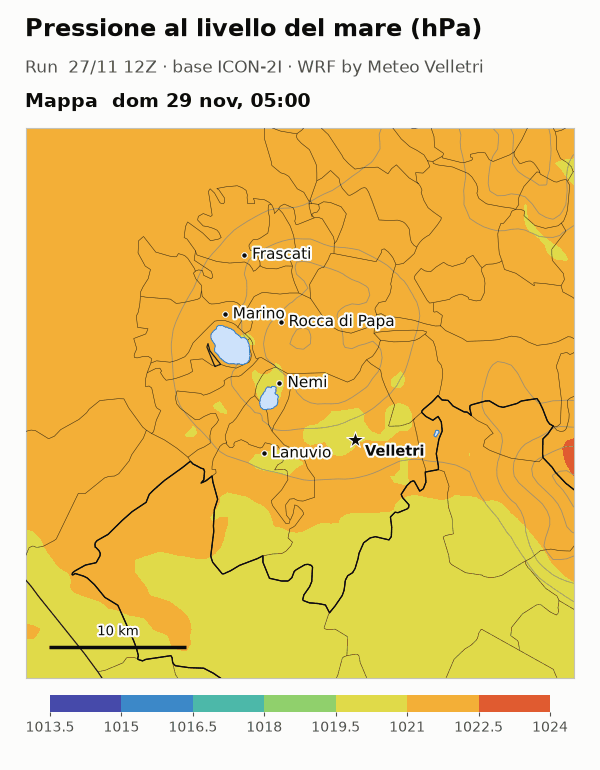 Pressione al livello del mare (hPa)
Run  27/11 12Z · base ICON-2I · WRF by Meteo Velletri
Mappa  dom 29 nov, 05:00
Frascati
Marino
Rocca di Papa
Nemi
Velletri
Lanuvio
10 km
1013.5 1015 1016.5 1018 1019.5 1021 1022.5 1024